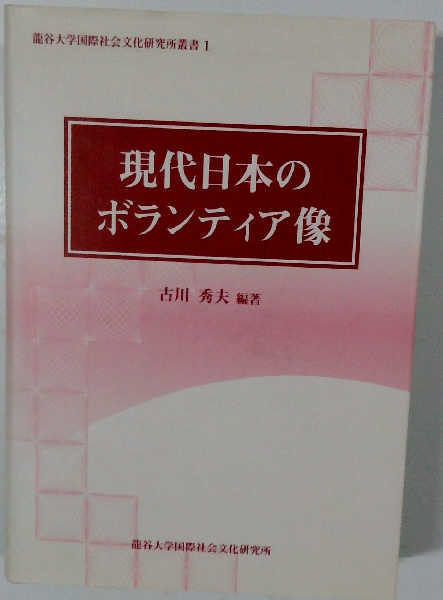 龍谷大学国際社会文化研究所叢書 1
現代日本の
ボランティア像
古川 秀夫 編著
龍谷大学国際社会文化研究所